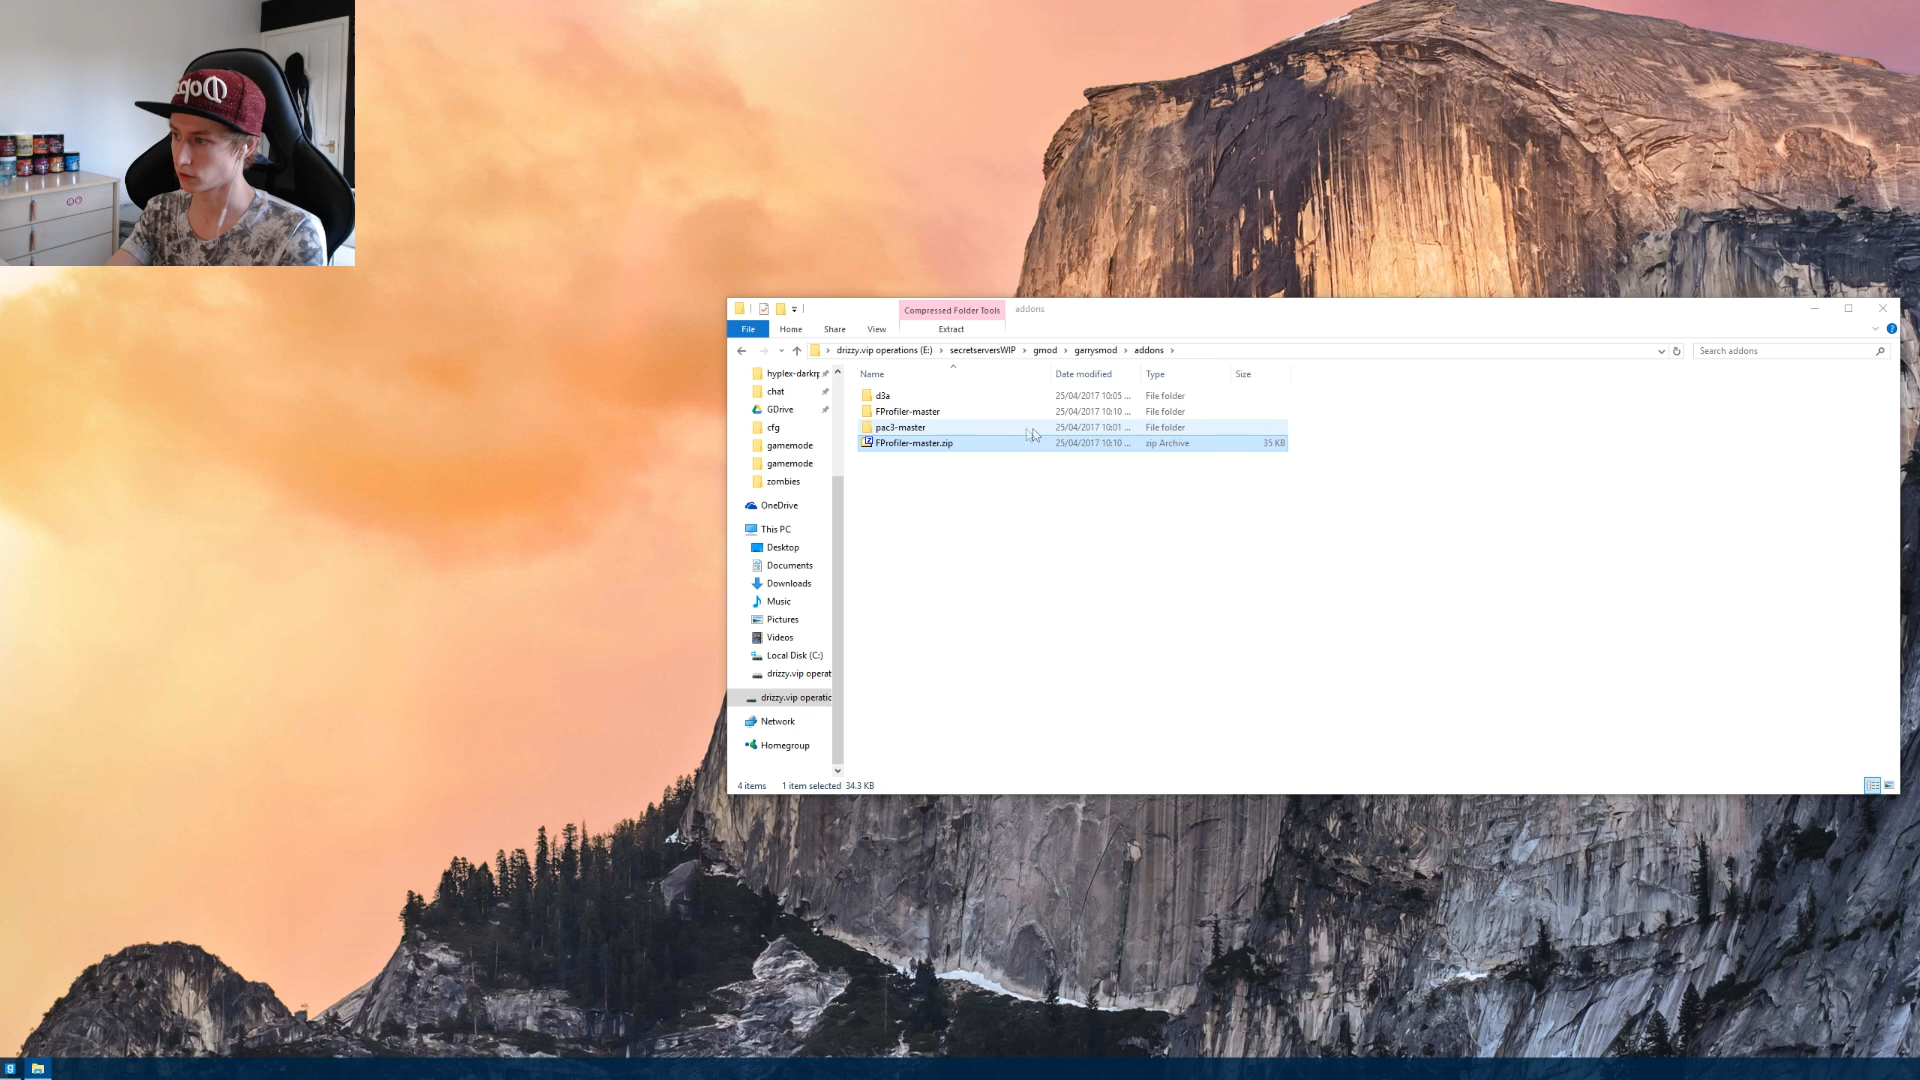 Dope
Compressed Folder Tools
addons
File
Home
Share
View
Extract
drizzy.vip operations (E:)
secretserversWIP
gmod
garrysmod
addons
Search addons
Name
Date modified
Type
Size
hyplex-darkrp
chat
GDrive
cfg
gamemode
gamemode
zombies
OneDrive
This PC
Desktop
Documents
Downloads
Music
Pictures
Videos
Local Disk (C:)
drizzy.vip operat
drizzy.vip operatic
Network
Homegroup
d3a 25/04/2017 10:05 ... File folder
FProfiler-master 25/04/2017 10:10 ... File folder
pac3-master 25/04/2017 10:01 ... File folder
FProfiler-master.zip 25/04/2017 10:10 ... zip Archive 35 KB
4 items 1 item selected 34.3 KB